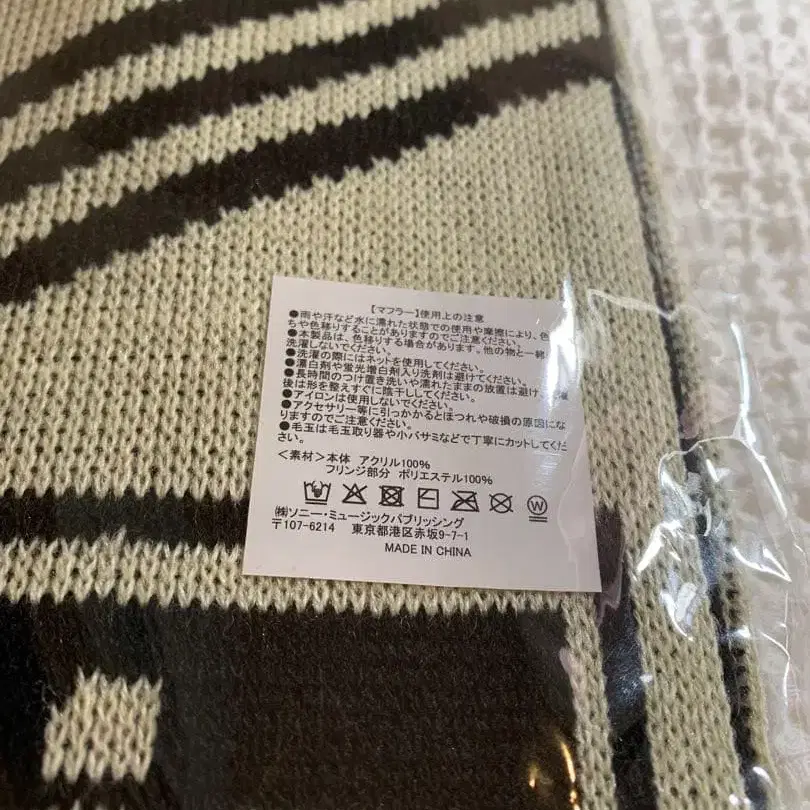 【マフラー】使用上の注意
●雨や汗など水に濡れた状態での使用や摩擦により、色
ちや色移りすることがありますのでご注意ください。
●本製品は、色移りする場合があります。他の物と一緒
洗濯しないでください。
●洗濯の際にはネットを使用してください。
●漂白剤や蛍光増白剤入り洗剤は避けてください。
●長時間のつけ置き洗いや濡れたままの放置は避け、
後は形を整えすぐに陰干ししてください。
●アイロンは使用しないでください。
●アクセサリー等に引っかかるとほつれや破損の原因にな
りますのでご注意ください。
●毛玉は毛玉取り器や小バサミなどで丁寧にカットしてくだ
さい。
＜素材＞本体 アクリル100%
フリンジ部分 ポリエステル100%
W
㈱ソニー・ミュージックパブリッシング
〒107-6214 東京都港区赤坂9-7-1
MADE IN CHINA